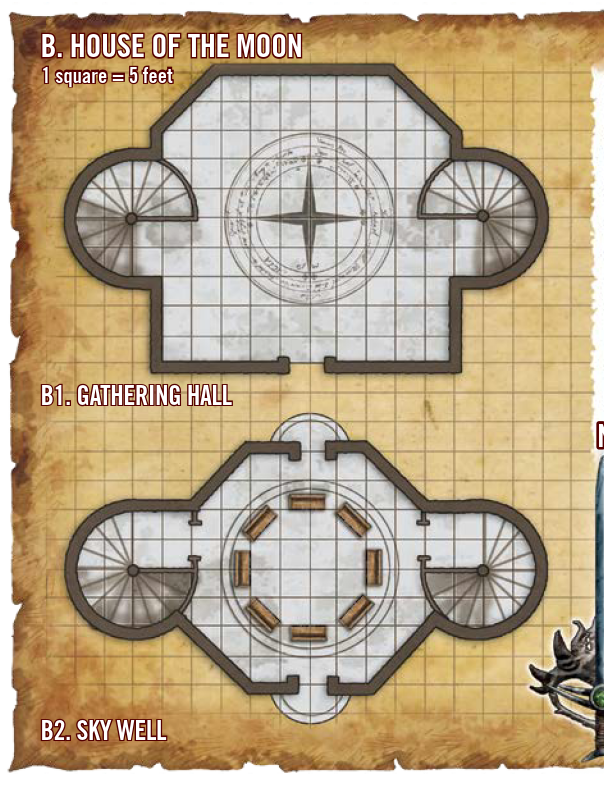 B. HOUSE OF THE MOON
1 square = 5 feet
B1. GATHERING HALL
B2. SKY WELL